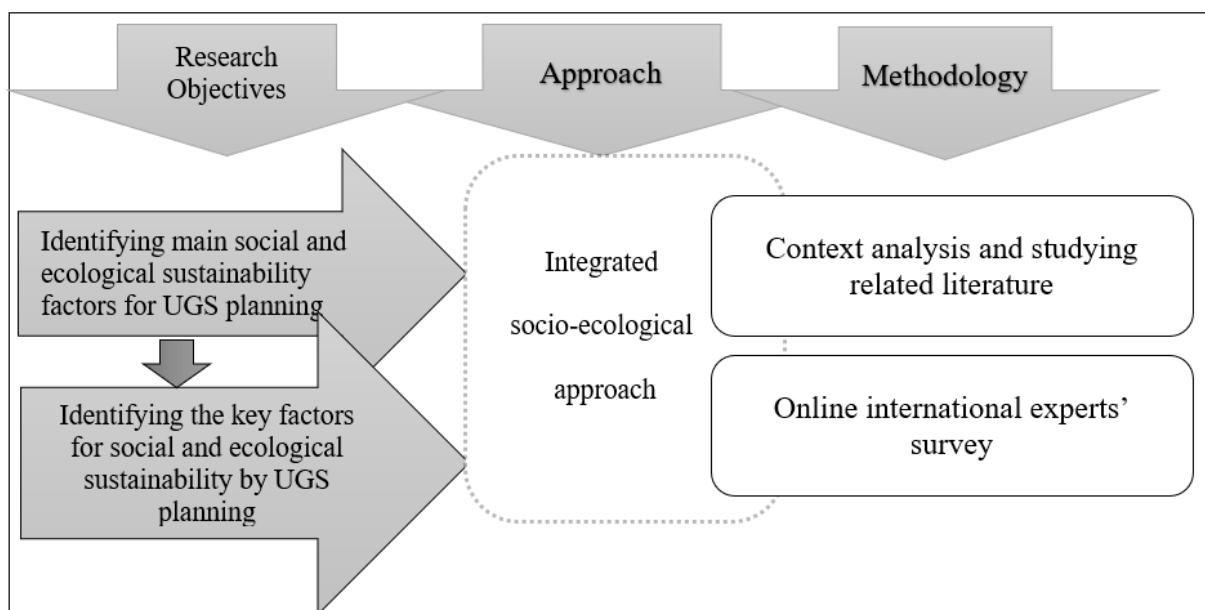 Research
Objectives
Approach
Methodology
Identifying main social and
ecological sustainability
factors for UGS planning
Integrated
socio-ecological
approach
Context analysis and studying
related literature
Identifying the key factors
for social and ecological
sustainability by UGS
planning
Online international experts’
survey